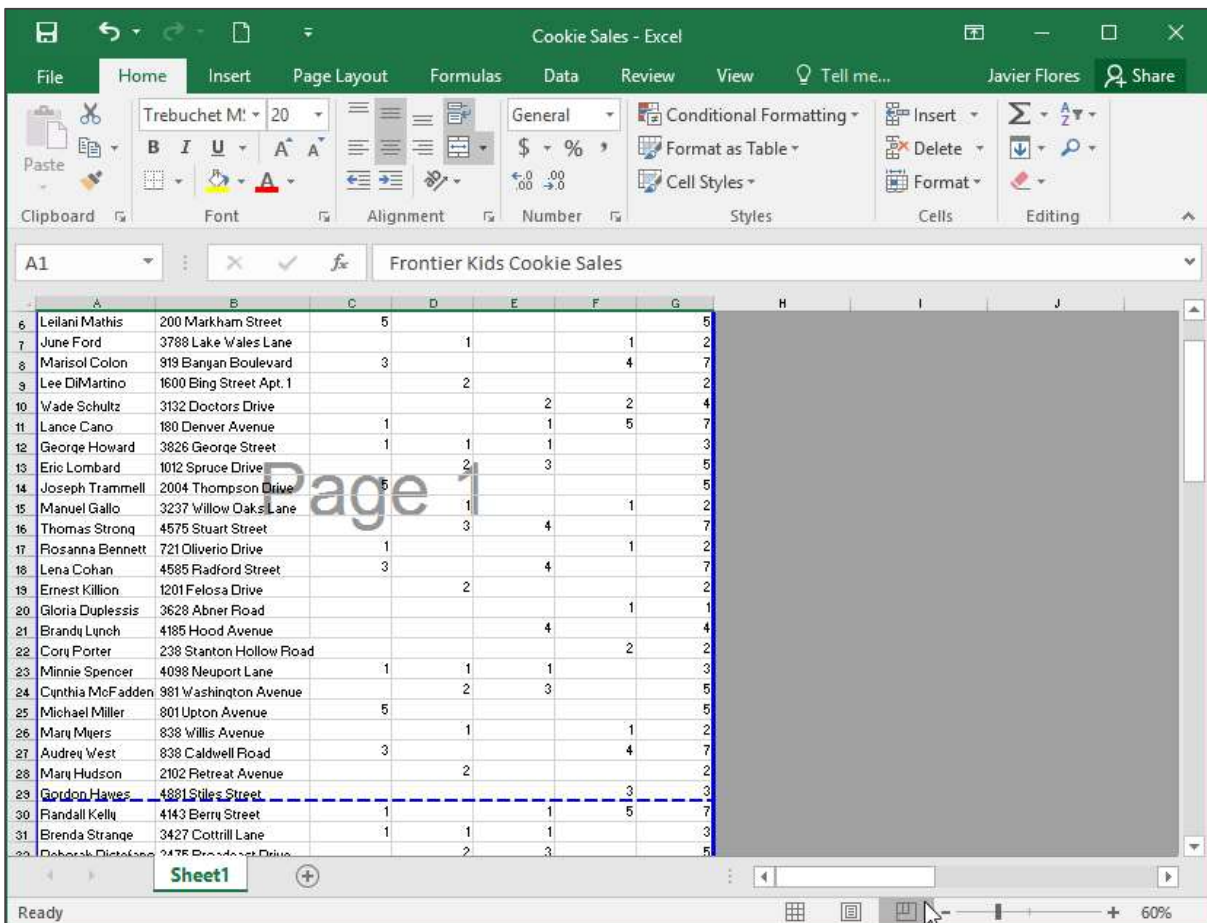 Cookie Sales - Excel
File Home Insert Page Layout Formulas Data Review View Tell me... Javier Flores Share
Trebuchet M! 20 General Conditional Formatting Insert
Paste B I U A A $ % , Format as Table Delete
A Cell Styles Format
Clipboard Font Alignment Number Styles Cells Editing
A1 fx Frontier Kids Cookie Sales
A B C D E F G H I J
6 Leilani Mathis 200 Markham Street 5 5
7 June Ford 3788 Lake Wales Lane 1 1 2
8 Marisol Colon 919 Banyan Boulevard 3 4 7
9 Lee DiMartino 1600 Bing Street Apt. 1 2 2
10 Wade Schultz 3132 Doctors Drive 2 2 4
11 Lance Cano 180 Denver Avenue 1 1 5 7
12 George Howard 3826 George Street 1 1 1 3
13 Eric Lombard 1012 Spruce Drive 2 3 5
Page 1
14 Joseph Trammell 2004 Thompson Drive 5 5
15 Manuel Gallo 3237 Willow Oaks Lane 1 1 2
16 Thomas Strong 4575 Stuart Street 3 4 7
17 Rosanna Bennett 721 Oliverio Drive 1 1 2
18 Lena Cohan 4585 Radford Street 3 4 7
19 Ernest Killion 1201 Felosa Drive 2 2
20 Gloria Duplessis 3628 Abner Road 1 1
21 Brandy Lynch 4185 Hood Avenue 4 4
22 Cory Porter 238 Stanton Hollow Road 2 2
23 Minnie Spencer 4098 Neuport Lane 1 1 1 3
24 Cynthia McFadden 981 Washington Avenue 2 3 5
25 Michael Miller 801 Upton Avenue 5 5
26 Mary Myers 838 Willis Avenue 1 1 2
27 Audrey West 838 Caldwell Road 3 4 7
28 Mary Hudson 2102 Retreat Avenue 2 2
29 Gordon Hawes 4881 Stiles Street 3 3
30 Randall Kelly 4143 Berry Street 1 1 5 7
31 Brenda Strange 3427 Cottrill Lane 1 1 1 3
2 3 5
Sheet1
Ready 60%